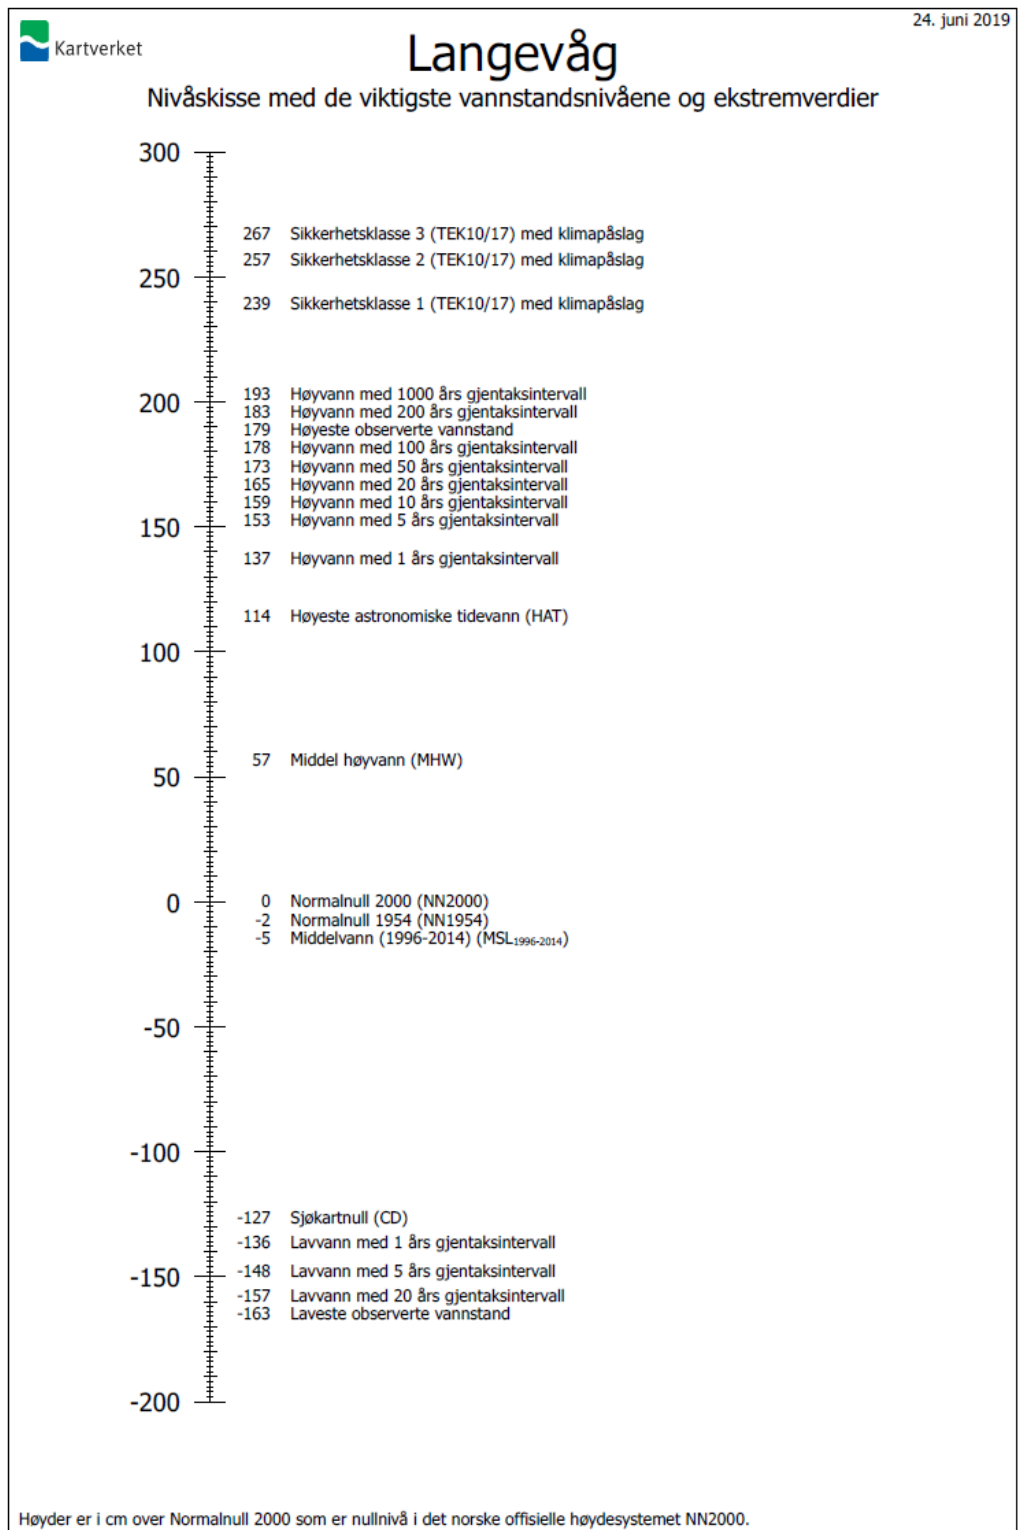 24. juni 2019
Kartverket
Langevåg
Nivåskisse med de viktigste vannstandsnivåene og ekstremverdier
300
267 Sikkerhetsklasse 3 (TEK10/17) med klimapåslag
257 Sikkerhetsklasse 2 (TEK10/17) med klimapåslag
250
239 Sikkerhetsklasse 1 (TEK10/17) med klimapåslag
193 Høyvann med 1000 års gjentaksintervall
200
183 Høyvann med 200 års gjentaksintervall
179 Høyeste observerte vannstand
178 Høyvann med 100 års gjentaksintervall
173 Høyvann med 50 års gjentaksintervall
165 Høyvann med 20 års gjentaksintervall
159 Høyvann med 10 års gjentaksintervall
153 Høyvann med 5 års gjentaksintervall
150
137 Høyvann med 1 års gjentaksintervall
114 Høyeste astronomiske tidevann (HAT)
100
57 Middel høyvann (MHW)
50
0
0 Normalnull 2000 (NN2000)
-2 Normalnull 1954 (NN1954)
-5 Middelvann (1996-2014) (MSL1996-2014)
-50
-100
-127 Sjøkartnull (CD)
-136 Lavvann med 1 års gjentaksintervall
-148 Lavvann med 5 års gjentaksintervall
-150
-157 Lavvann med 20 års gjentaksintervall
-163 Laveste observerte vannstand
-200
Høyder er i cm over Normalnull 2000 som er nullnivå i det norske offisielle høydesystemet NN2000.